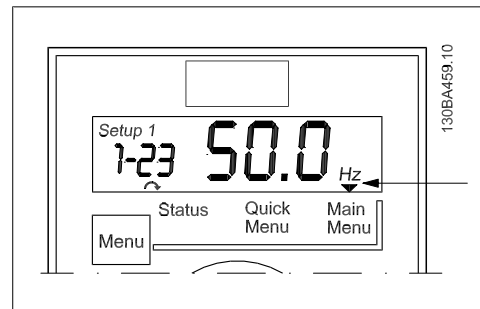 130BA459.10
Setup 1
1-23
50.0
Hz
Status
Quick Menu
Main Menu
Menu